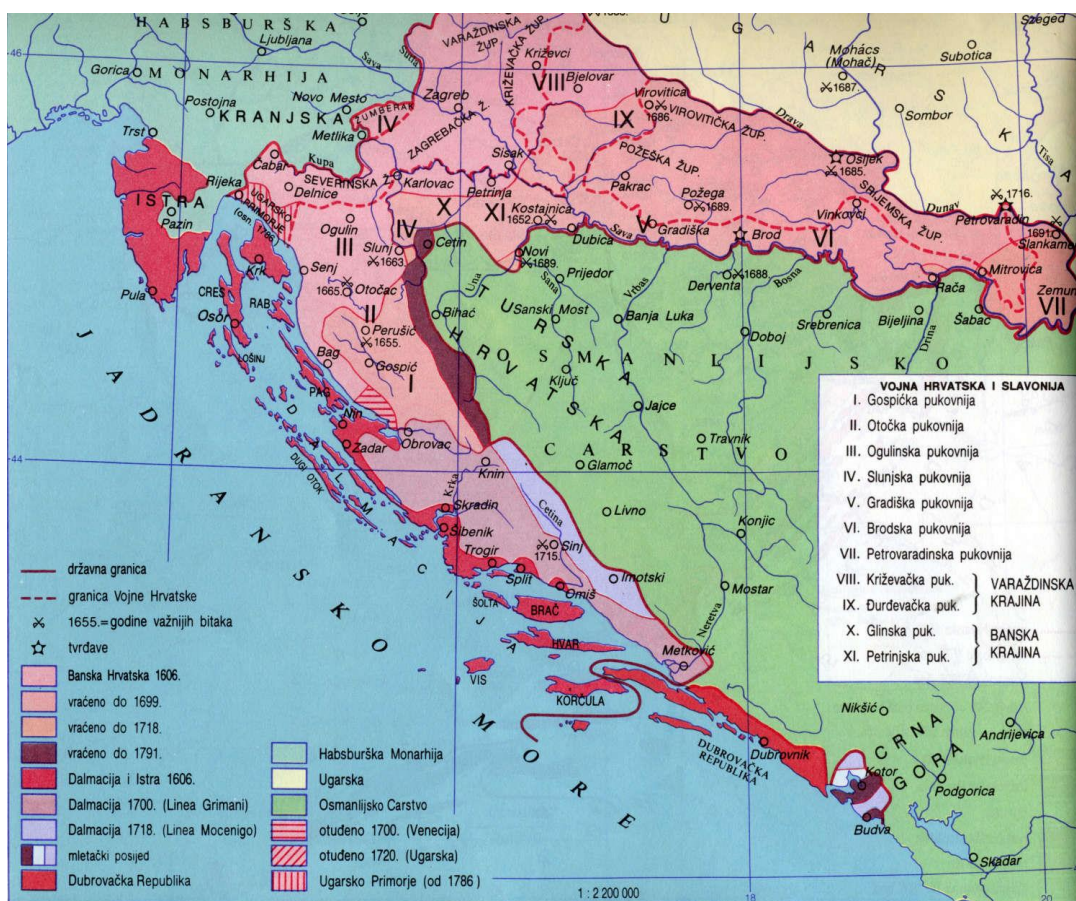 HABSBURŠKA
MONARHIJA
KRANJSKA
UGARSKA
ISTRA
VARAŽDINSKA ŽUP.
KRIŽEVAČKA ŽUP.
ZAGREBAČKA Ž.
VIROVITIČKA ŽUP.
POŽEŠKA ŽUP.
SRIJEMSKA ŽUP.
SEVERINSKA Ž.
ŽUMBERAK
UGARSKO
PRIMORJE
(osn. 1786.)
TURSKA
HRVATSKA
OSMANLIJSKO
CARSTVO
CRNA
GORA
DUBROVAČKA
REPUBLIKA
JADRANSKO MORE
DALMACIJA
46
44
18
20
Ljubljana
Gorica
Postojna
Novo Mesto
Metlika
Trst
Rijeka
Pazin
Pula
Čabar
Delnice
Zagreb
Križevci
Bjelovar
Virovitica
1686.
Mohács
(Mohač)
1687.
Subotica
Szeged
Sombor
Osijek
1685.
Petrovaradin
1716.
1691.
Slankamen
Zemun
Mitrovica
Šabac
Rača
Vinkovci
Brod
Požega
1689.
Pakrac
Gradiška
Sisak
Petrinja
Karlovac
Kostajnica
1652.
Dubica
Novi
1689.
Cetin
Slunj
1663.
Ogulin
Senj
Otočac
1665.
Perušić
1655.
Gospić
Bag
Bihać
Prijedor
Sanski Most
Banja Luka
Ključ
Jajce
Derventa
1688.
Doboj
Srebrenica
Bijeljina
Travnik
Glamoč
Livno
Konjic
Mostar
Knin
Obrovac
Nin
Zadar
Skradin
Šibenik
Trogir
Split
Omiš
Sinj
1715.
Imotski
Metković
Dubrovnik
Kotor
Budva
Nikšić
Podgorica
Andrijevica
Skadar
Krk
CRES
Osor
RAB
LOŠINJ
PAG
DUGI OTOK
ŠOLTA
BRAČ
HVAR
VIS
KORČULA
Sava
Sutla
Kupa
Drava
Dunav
Tisa
Sava
Una
Sana
Vrbas
Bosna
Drina
Krka
Cetina
Neretva
I
II
III
IV
IV
V
VI
VII
VIII
IX
X
XI
VOJNA HRVATSKA I SLAVONIJA
I. Gospićka pukovnija
II. Otočka pukovnija
III. Ogulinska pukovnija
IV. Slunjska pukovnija
V. Gradiška pukovnija
VI. Brodska pukovnija
VII. Petrovaradinska pukovnija
VIII. Križevačka puk.
IX. Đurđevačka puk.
VARAŽDINSKA
KRAJINA
X. Glinska puk.
XI. Petrinjska puk.
BANSKA
KRAJINA
državna granica
granica Vojne Hrvatske
1655.=godine važnijih bitaka
tvrđave
Banska Hrvatska 1606.
vraćeno do 1699.
vraćeno do 1718.
vraćeno do 1791.
Dalmacija i Istra 1606.
Dalmacija 1700. (Linea Grimani)
Dalmacija 1718. (Linea Mocenigo)
mletački posjed
Dubrovačka Republika
Habsburška Monarhija
Ugarska
Osmanlijsko Carstvo
otuđeno 1700. (Venecija)
otuđeno 1720. (Ugarska)
Ugarsko Primorje (od 1786)
1 : 2 200 000